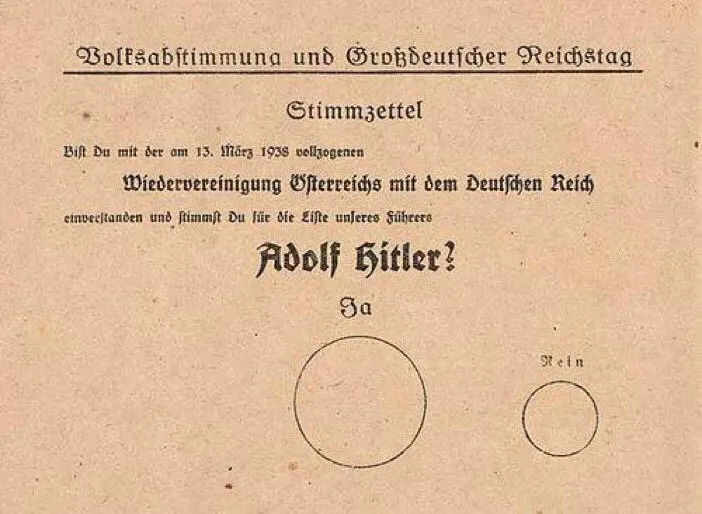 Volksabstimmung und Großdeutscher Reichstag
Stimmzettel
Bist Du mit der am 13. März 1938 vollzogenen
Wiedervereinigung Österreichs mit dem Deutschen Reich
einverstanden und stimmst Du für die Liste unseres Führers
Adolf Hitler?
Ja
Nein